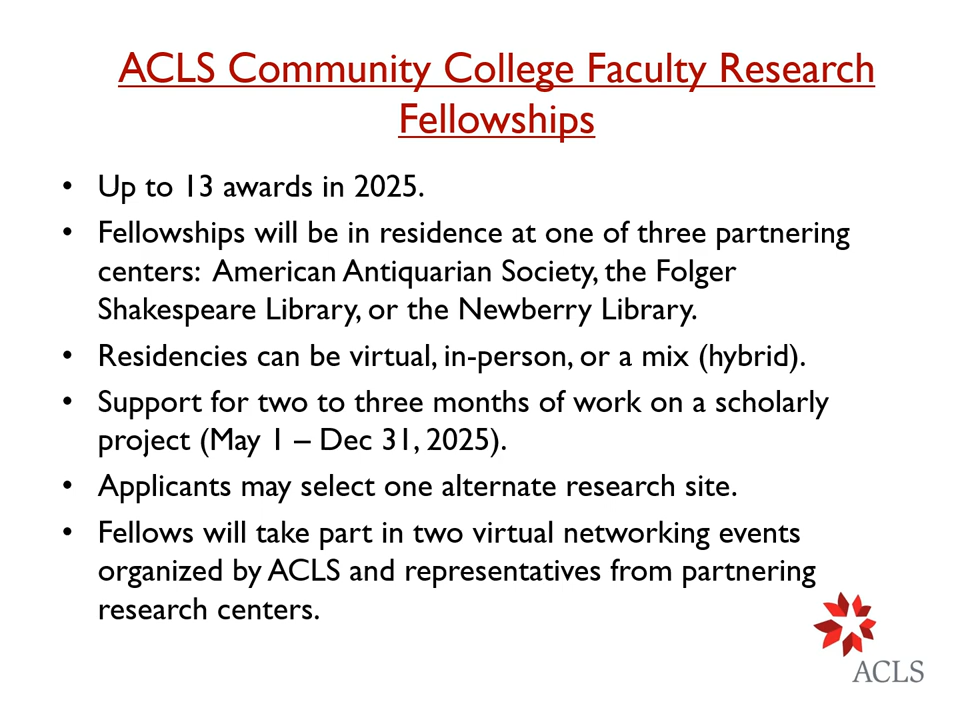 ACLS Community College Faculty Research
Fellowships
• Up to 13 awards in 2025.
• Fellowships will be in residence at one of three partnering
centers:  American Antiquarian Society, the Folger
Shakespeare Library, or the Newberry Library.
• Residencies can be virtual, in-person, or a mix (hybrid).
• Support for two to three months of work on a scholarly
project (May 1 – Dec 31, 2025).
• Applicants may select one alternate research site.
• Fellows will take part in two virtual networking events
organized by ACLS and representatives from partnering
research centers.
ACLS